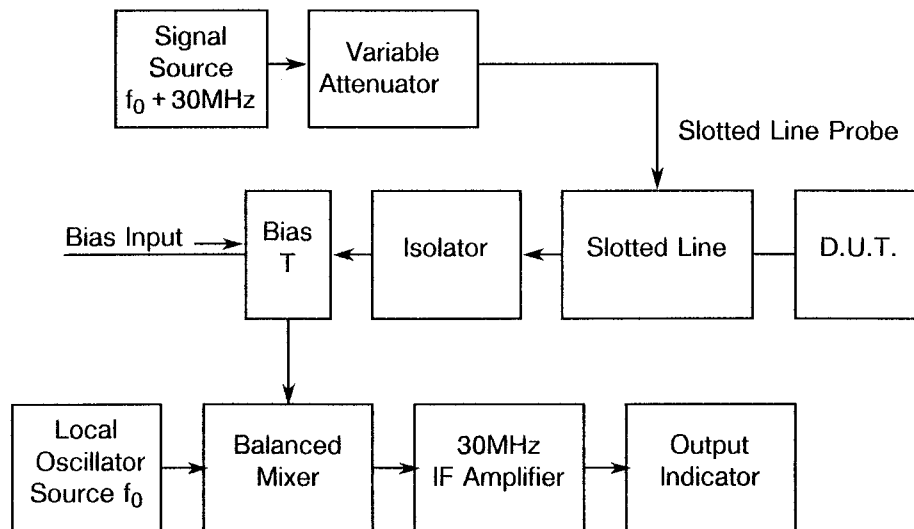 Signal
Source
f₀ + 30MHz
Variable
Attenuator
Slotted Line Probe
Bias Input
Bias
T
Isolator
Slotted Line
D.U.T.
Local
Oscillator
Source f₀
Balanced
Mixer
30MHz
IF Amplifier
Output
Indicator